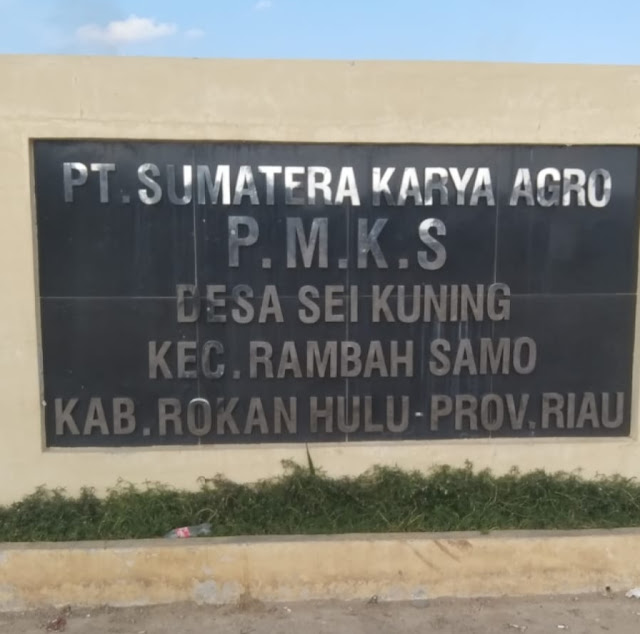 PT.SUMATERA KARYA AGRO
P.M.K.S
DESA SEI KUNING
KEC.RAMBAH SAMO
KAB.ROKAN HULU-PROV.RIAU